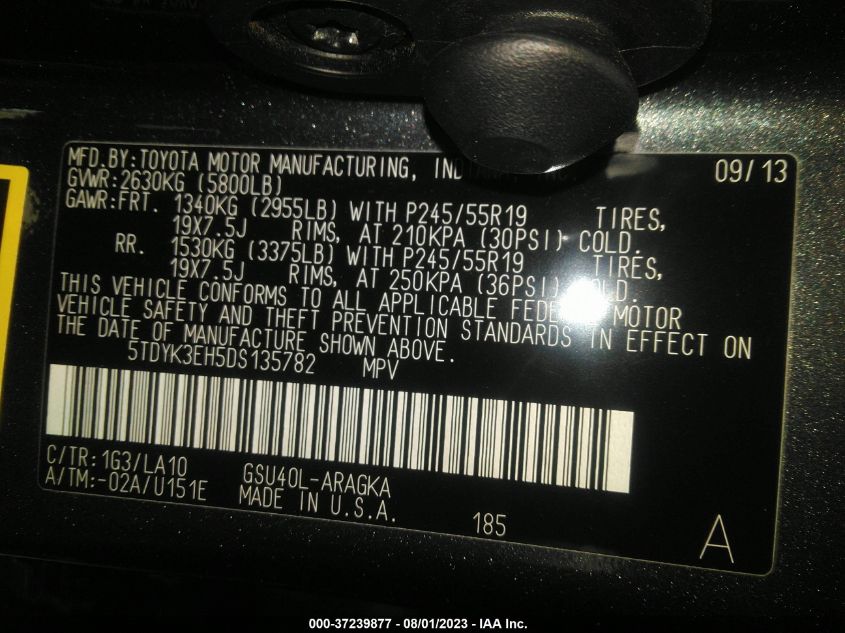 MFD.BY:TOYOTA MOTOR MANUFACTURING, 09/13
GVWR:2630KG (5800LB)
GAWR:FRT. 1340KG (2955LB) WITH P245/55R19 TIRES,
19X7.5J RIMS, AT 210KPA (30PSI) COLD.
RR. 1530KG (3375LB) WITH P245/55R19 TIRES,
19X7.5J RIMS, AT 250KPA (36PSI) COLD.
THIS VEHICLE CONFORMS TO ALL APPLICABLE FEDERAL MOTOR
VEHICLE SAFETY AND THEFT PREVENTION STANDARDS IN EFFECT ON
THE DATE OF MANUFACTURE SHOWN ABOVE.
5TDYK3EH5DS135782 MPV
C/TR:1G3/LA10 GSU40L-ARAGKA
A/TM:-02A/U151E MADE IN U.S.A. 185
A
000-37239877 - 08/01/2023 - IAA Inc.